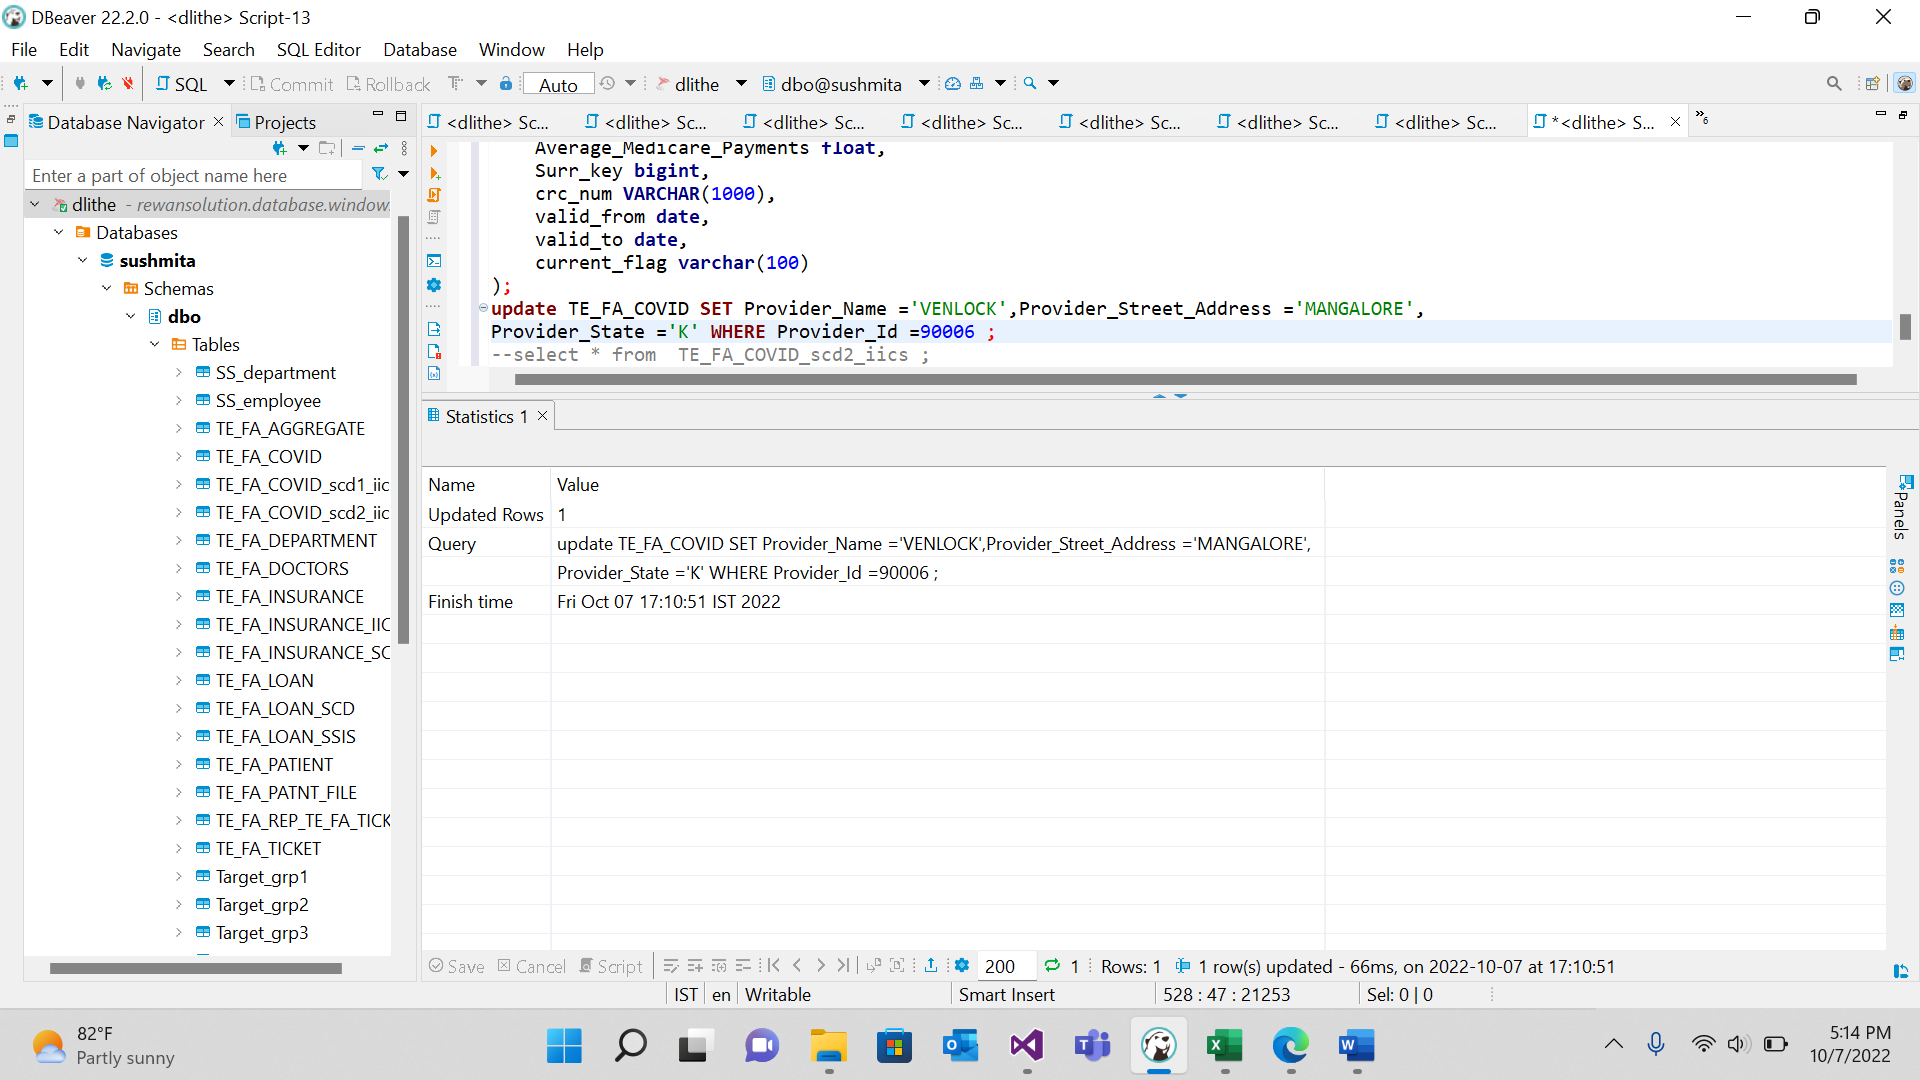 DBeaver 22.2.0 - <dlithe> Script-13
File Edit Navigate Search SQL Editor Database Window Help
SQL Commit Rollback Auto dlithe dbo@sushmita
Database Navigator Projects
<dlithe> Sc... <dlithe> Sc... <dlithe> Sc... <dlithe> Sc... <dlithe> Sc... <dlithe> Sc... <dlithe> Sc... *<dlithe> S... »6
Enter a part of object name here
dlithe - rewansolution.database.window.
Databases
sushmita
Schemas
dbo
Tables
SS_department
SS_employee
TE_FA_AGGREGATE
TE_FA_COVID
TE_FA_COVID_scd1_iic
TE_FA_COVID_scd2_iic
TE_FA_DEPARTMENT
TE_FA_DOCTORS
TE_FA_INSURANCE
TE_FA_INSURANCE_IIC
TE_FA_INSURANCE_SC
TE_FA_LOAN
TE_FA_LOAN_SCD
TE_FA_LOAN_SSIS
TE_FA_PATIENT
TE_FA_PATNT_FILE
TE_FA_REP_TE_FA_TICK
TE_FA_TICKET
Target_grp1
Target_grp2
Target_grp3
Average_Medicare_Payments float,
Surr_key bigint,
crc_num VARCHAR(1000),
valid_from date,
valid_to date,
current_flag varchar(100)
);
update TE_FA_COVID SET Provider_Name ='VENLOCK',Provider_Street_Address ='MANGALORE',
Provider_State ='K' WHERE Provider_Id =90006 ;
--select * from TE_FA_COVID_scd2_iics ;
Statistics 1
Name Value
Updated Rows 1
Query update TE_FA_COVID SET Provider_Name ='VENLOCK',Provider_Street_Address ='MANGALORE',
Provider_State ='K' WHERE Provider_Id =90006 ;
Finish time Fri Oct 07 17:10:51 IST 2022
Panels
Save Cancel Script 200 1 Rows: 1 1 row(s) updated - 66ms, on 2022-10-07 at 17:10:51
IST en Writable Smart Insert 528 : 47 : 21253 Sel: 0 | 0
82°F
Partly sunny
5:14 PM
10/7/2022